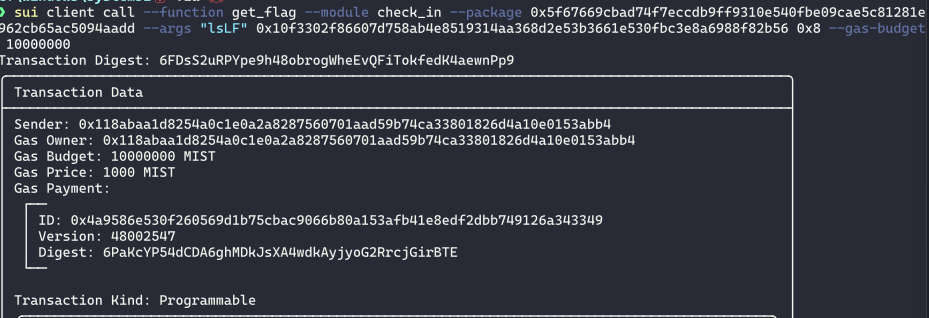 ❯ sui client call --function get_flag --module check_in --package 0x5f67669cbad74f7eccdb9ff9310e540fbe09cae5c81281e
962cb65ac5094aadd --args "lsLF" 0x10f3302f86607d758ab4e8519314aa368d2e53b3661e530fbc3e8a6988f82b56 0x8 --gas-budget
10000000
Transaction Digest: 6FDsS2uRPYpe9h48obrogWheEvQFiTokfedK4aewnPp9
Transaction Data
Sender: 0x118abaa1d8254a0c1e0a2a8287560701aad59b74ca33801826d4a10e0153abb4
Gas Owner: 0x118abaa1d8254a0c1e0a2a8287560701aad59b74ca33801826d4a10e0153abb4
Gas Budget: 10000000 MIST
Gas Price: 1000 MIST
Gas Payment:
ID: 0x4a9586e530f260569d1b75cbac9066b80a153afb41e8edf2dbb749126a343349
Version: 48002547
Digest: 6PaKcYP54dCDA6ghMDkJsXA4wdkAyjyoG2RrcjGirBTE
Transaction Kind: Programmable